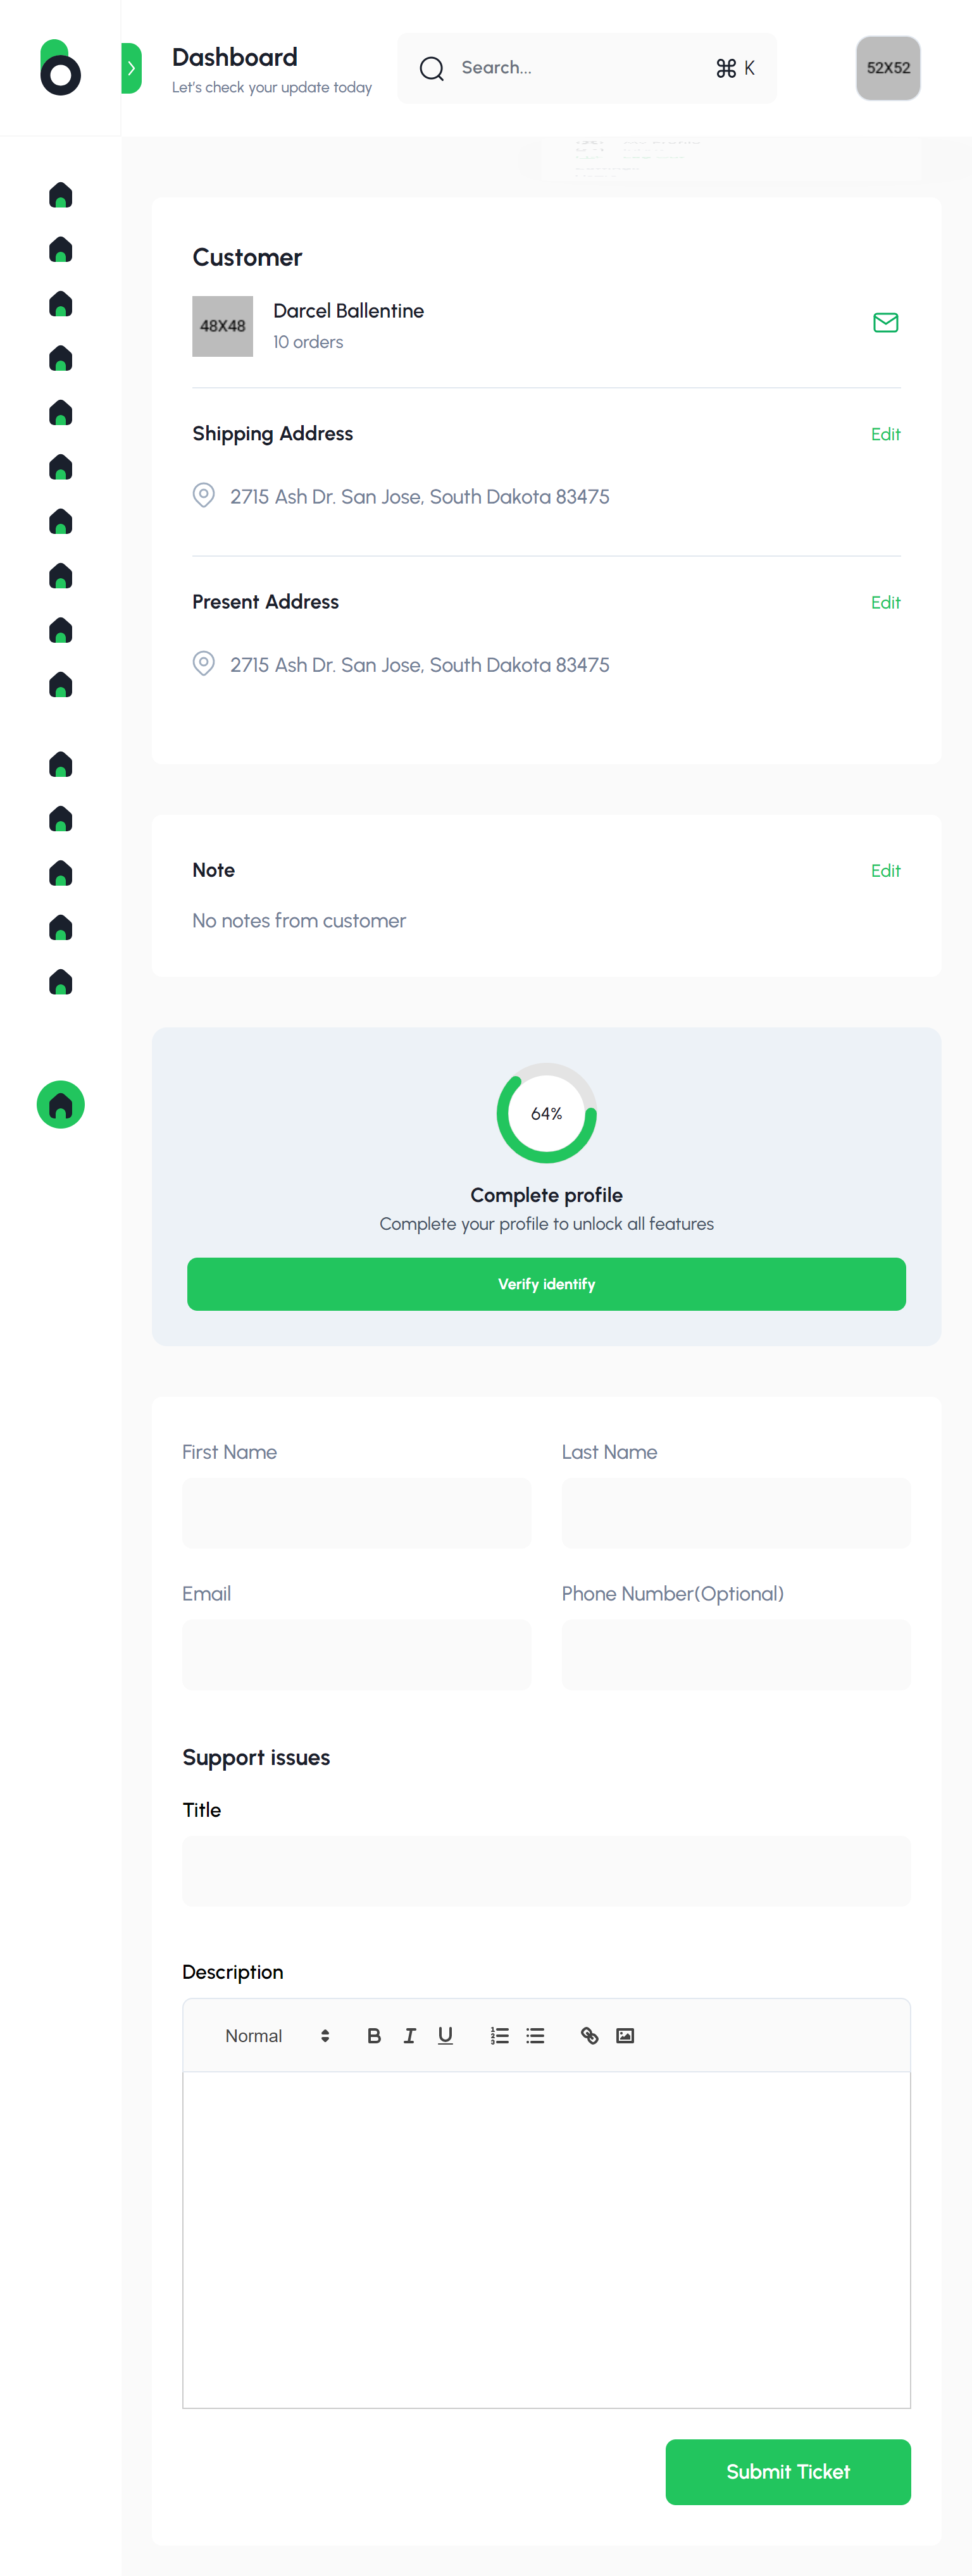 Dashboard
Let's check your update today
Search...
⌘ K
52X52
Customer
48X48
Darcel Ballentine
10 orders
Shipping Address
Edit
2715 Ash Dr. San Jose, South Dakota 83475
Present Address
Edit
2715 Ash Dr. San Jose, South Dakota 83475
Note
Edit
No notes from customer
64%
Complete profile
Complete your profile to unlock all features
Verify identify
First Name
Last Name
Email
Phone Number(Optional)
Support issues
Title
Description
Normal
B I U
Submit Ticket